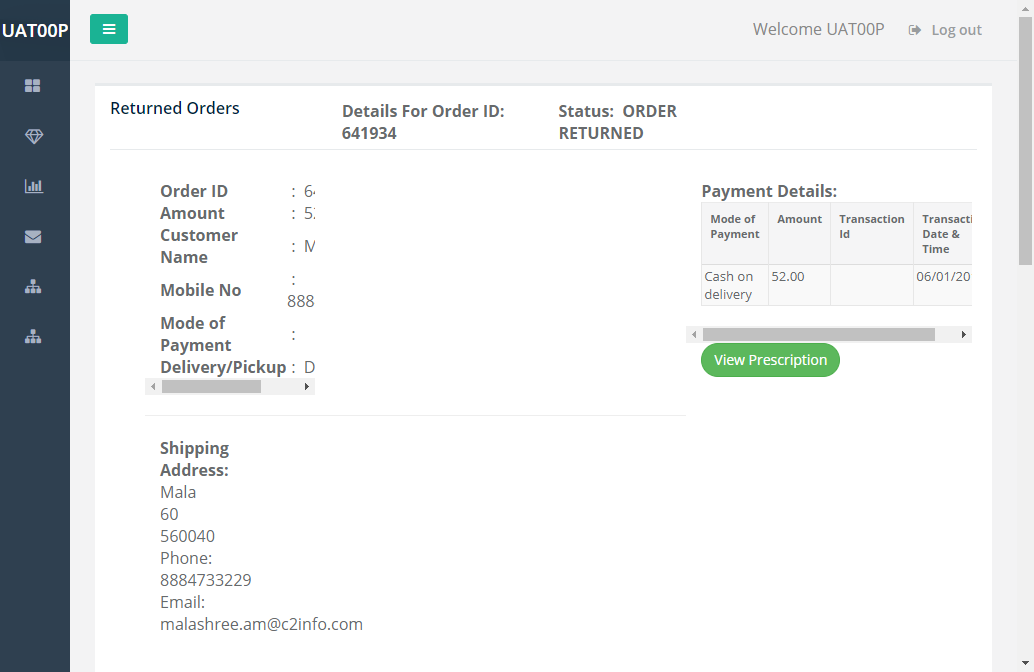 UAT00P
Welcome UAT00P
Log out
Returned Orders
Details For Order ID:
641934
Status: ORDER
RETURNED
Order ID :
Amount :
Customer
Name :
Mobile No :
888
Mode of
Payment :
Delivery/Pickup : D
Shipping
Address:
Mala
60
560040
Phone:
8884733229
Email:
malashree.am@c2info.com
Payment Details:
Mode of
Payment
Amount
Transaction
Id
Date &
Time
Cash on
delivery
52.00
06/01/20
View Prescription